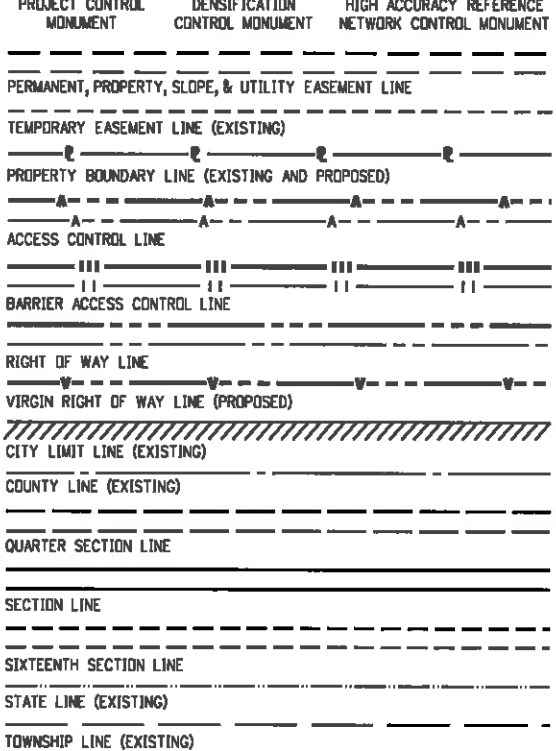 PROJECT CONTROL DENSIFICATION HIGH ACCURACY REFERENCE
MONUMENT CONTROL MONUMENT NETWORK CONTROL MONUMENT
PERMANENT, PROPERTY, SLOPE, & UTILITY EASEMENT LINE
TEMPORARY EASEMENT LINE (EXISTING)
PROPERTY BOUNDARY LINE (EXISTING AND PROPOSED)
A A A A
A A A A
ACCESS CONTROL LINE
BARRIER ACCESS CONTROL LINE
RIGHT OF WAY LINE
V V V V
VIRGIN RIGHT OF WAY LINE (PROPOSED)
CITY LIMIT LINE (EXISTING)
COUNTY LINE (EXISTING)
QUARTER SECTION LINE
SECTION LINE
SIXTEENTH SECTION LINE
STATE LINE (EXISTING)
TOWNSHIP LINE (EXISTING)